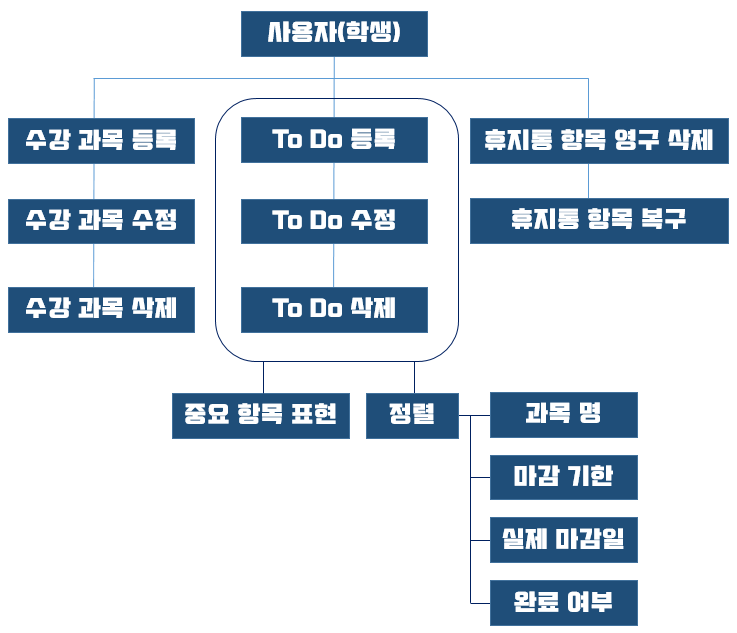 사용자(학생)
수강 과목 등록
To Do 등록
휴지통 항목 영구 삭제
수강 과목 수정
To Do 수정
휴지통 항목 복구
수강 과목 삭제
To Do 삭제
중요 항목 표현
정렬
과목 명
마감 기한
실제 마감일
완료 여부